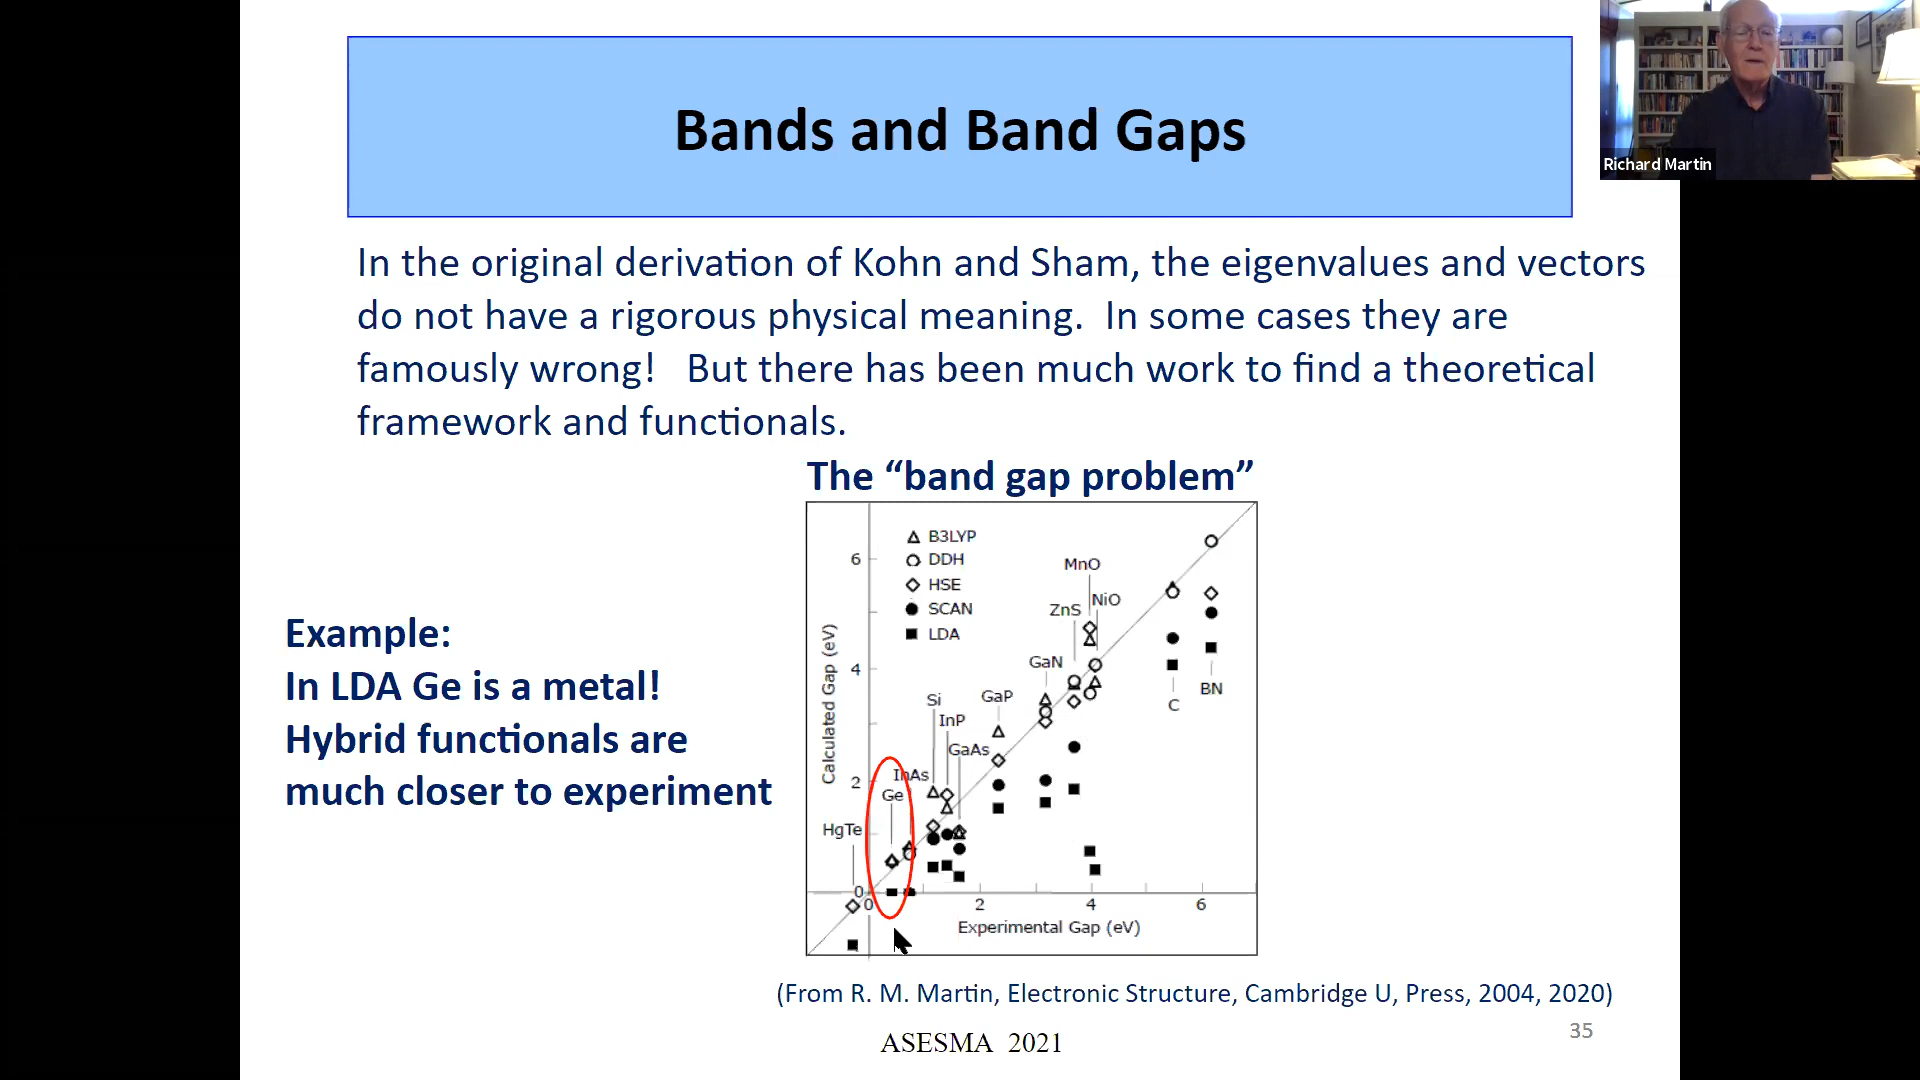 Richard Martin
Bands and Band Gaps
In the original derivation of Kohn and Sham, the eigenvalues and vectors
do not have a rigorous physical meaning.  In some cases they are
famously wrong!   But there has been much work to find a theoretical
framework and functionals.
The “band gap problem”
Example:
In LDA Ge is a metal!
Hybrid functionals are
much closer to experiment
B3LYP
DDH
HSE
SCAN
LDA
MnO
NiO
ZnS
GaN
GaP
Si
InP
GaAs
InAs
Ge
HgTe
C
BN
Calculated Gap (eV)
6
4
2
0
0
2
4
6
Experimental Gap (eV)
(From R. M. Martin, Electronic Structure, Cambridge U, Press, 2004, 2020)
35
ASESMA 2021